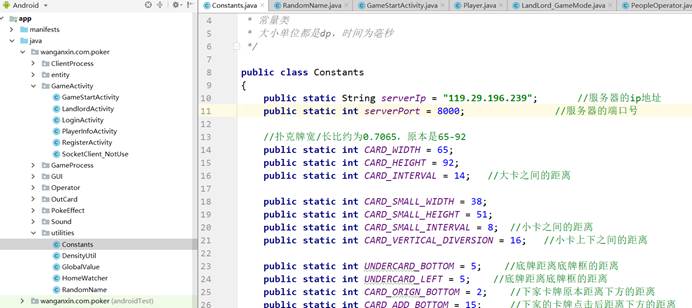 Android
app
manifests
java
wanganxin.com.poker
ClientProcess
entity
GameActivity
GameStartActivity
LandlordActivity
LoginActivity
PlayerInfoActivity
RegisterActivity
SocketClient_NotUse
GameProcess
GUI
Operator
OutCard
PokeEffect
Sound
utilities
Constants
DensityUtil
GlobalValue
HomeWatcher
RandomName
wanganxin.com.poker (androidTest)
Constants.java RandomName.java GameStartActivity.java Player.java LandLord_GameMode.java PeopleOperator.java
4 * 常量类
5 * 大小单位都是dp，时间为毫秒
6 */
7
8 public class Constants
9 {
10 public static String serverIp = "119.29.196.239"; //服务器的ip地址
11 public static int serverPort = 8000; //服务器的端口号
12
13 //扑克牌宽/长比约为0.7065，原本是65-92
14 public static int CARD_WIDTH = 65;
15 public static int CARD_HEIGHT = 92;
16 public static int CARD_INTERVAL = 14; //大卡之间的距离
17
18 public static int CARD_SMALL_WIDTH = 38;
19 public static int CARD_SMALL_HEIGHT = 51;
20 public static int CARD_SMALL_INTERVAL = 8; //小卡之间的距离
21 public static int CARD_VERTICAL_DIVERSION = 16; //小卡上下之间的距离
22
23 public static int UNDERCARD_BOTTOM = 5; //底牌距离底牌框的距离
24 public static int UNDERCARD_LEFT = 5; //底牌距离底牌框的距离
25 public static int CARD_ORIGN_BOTTOM = 2; //下家卡牌原本距离下方的距离
26 public static int CARD_ADD_BOTTOM = 15; //下家的卡牌点击后距离下方的距离